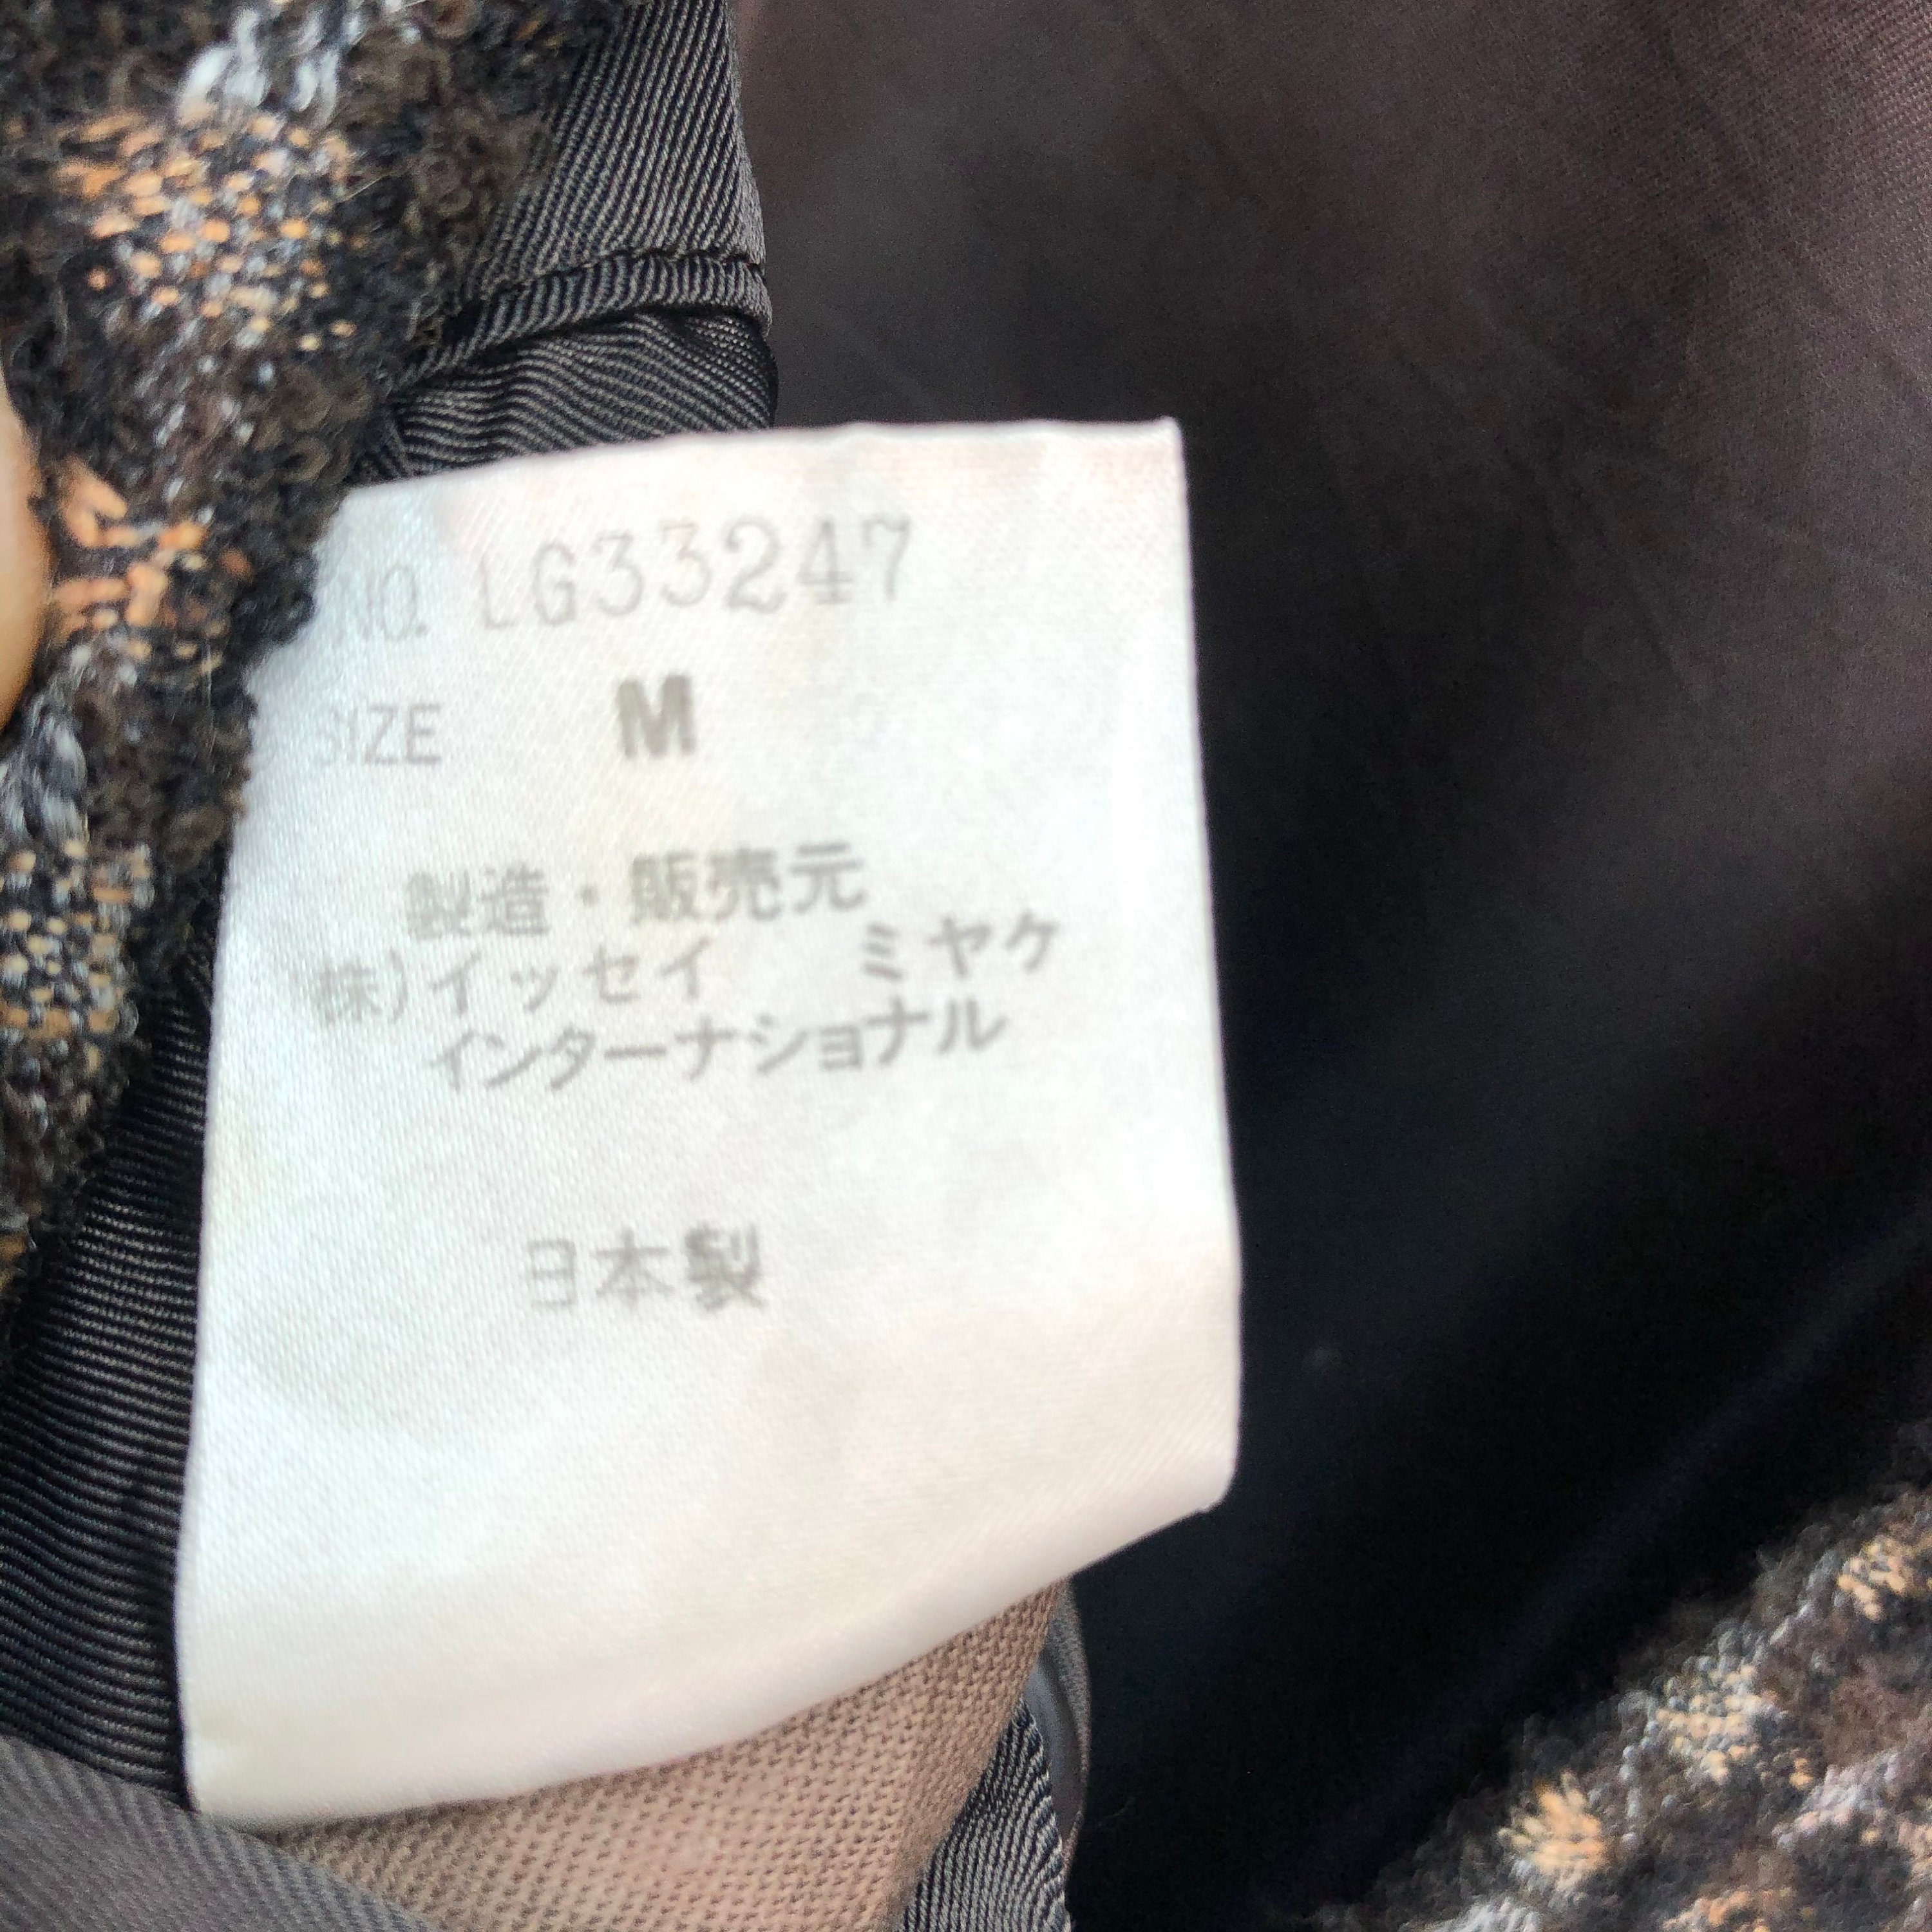 NO. LG33247
SIZE M
製造・販売元
株)イッセイ ミヤケ
インターナショナル
日本製